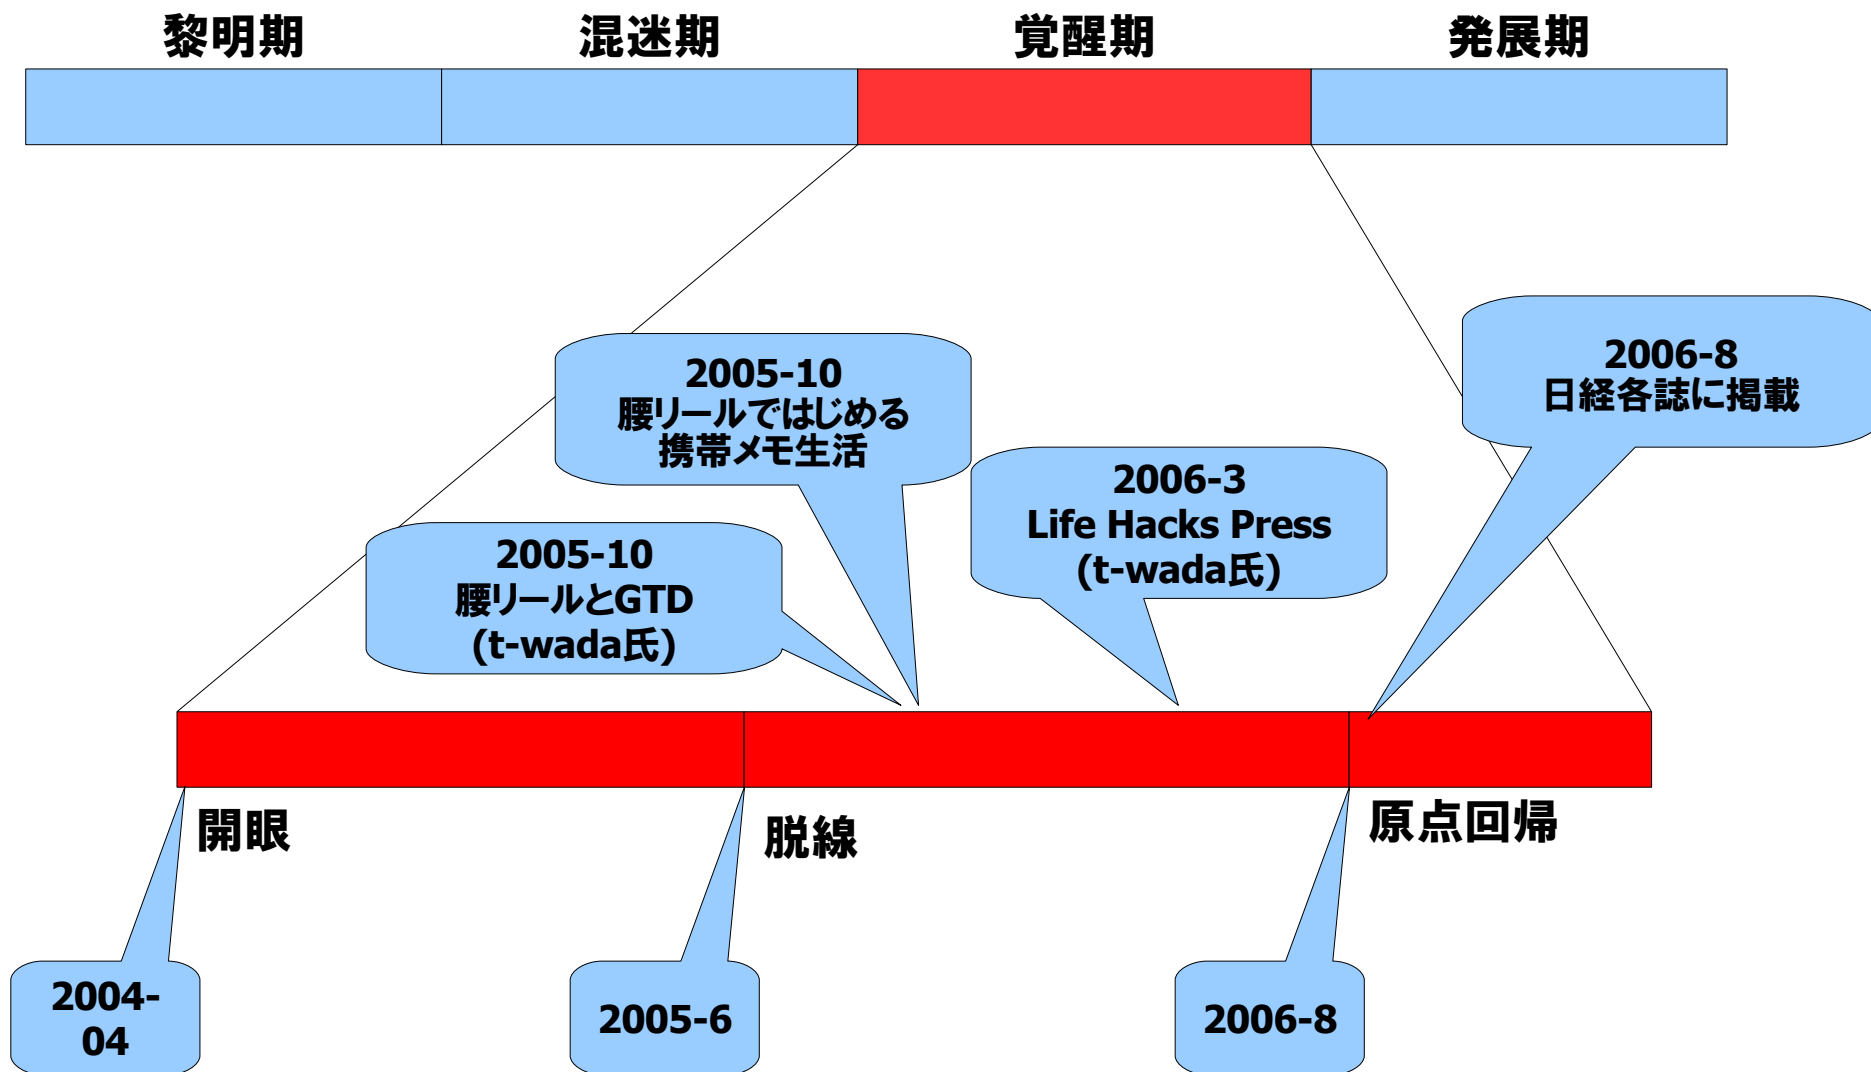 黎明期
混迷期
覚醒期
発展期
2006-8
日経各誌に掲載
2005-10
腰リールではじめる
携帯メモ生活
2006-3
Life Hacks Press
(t-wada氏)
2005-10
腰リールとGTD
(t-wada氏)
開眼
脱線
原点回帰
2004-
04
2005-6
2006-8